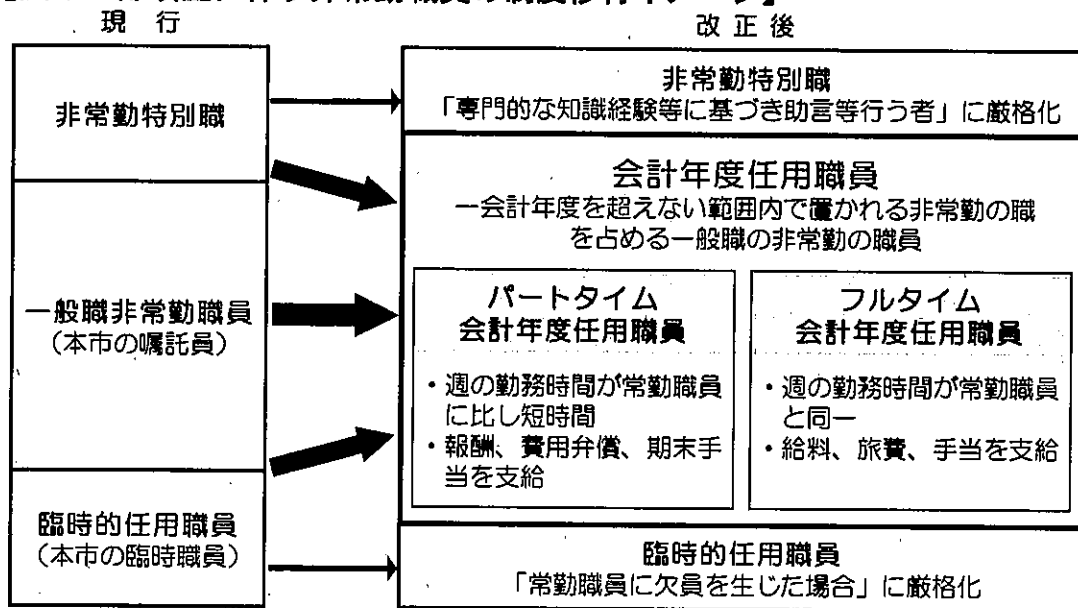 現 行
改 正 後
非常勤特別職
一般職非常勤職員
(本市の嘱託員)
臨時的任用職員
(本市の臨時職員)
非常勤特別職
「専門的な知識経験等に基づき助言等行う者」に厳格化
会計年度任用職員
一会計年度を超えない範囲内で置かれる非常勤の職
を占める一般職の非常勤の職員
パートタイム
会計年度任用職員
・週の勤務時間が常勤職員
に比し短時間
・報酬、費用弁償、期末手
当を支給
フルタイム
会計年度任用職員
・週の勤務時間が常勤職員
と同一
・給料、旅費、手当を支給
臨時的任用職員
「常勤職員に欠員を生じた場合」に厳格化